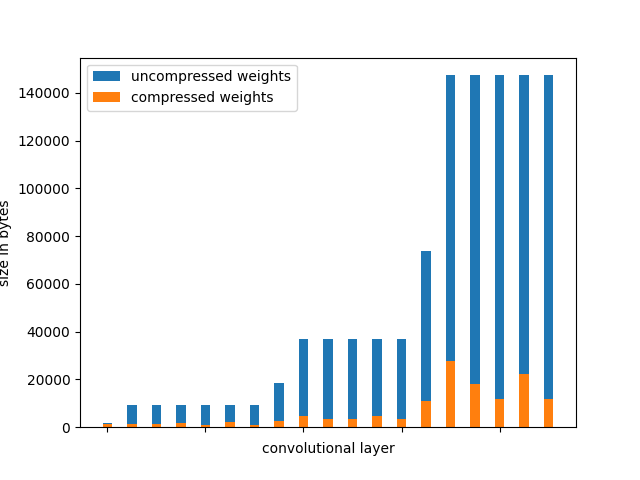 uncompressed weights
compressed weights
140000
120000
100000
80000
60000
40000
20000
0
size in bytes
convolutional layer